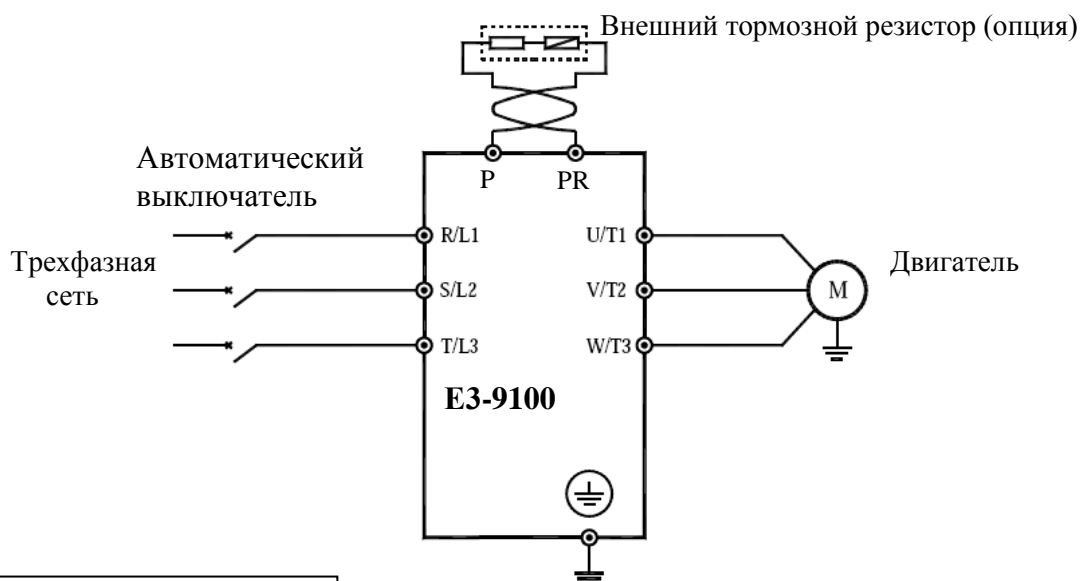 Внешний тормозной резистор (опция)
P
PR
Автоматический
выключатель
Трехфазная
сеть
R/L1
S/L2
T/L3
U/T1
V/T2
W/T3
M
Двигатель
E3-9100